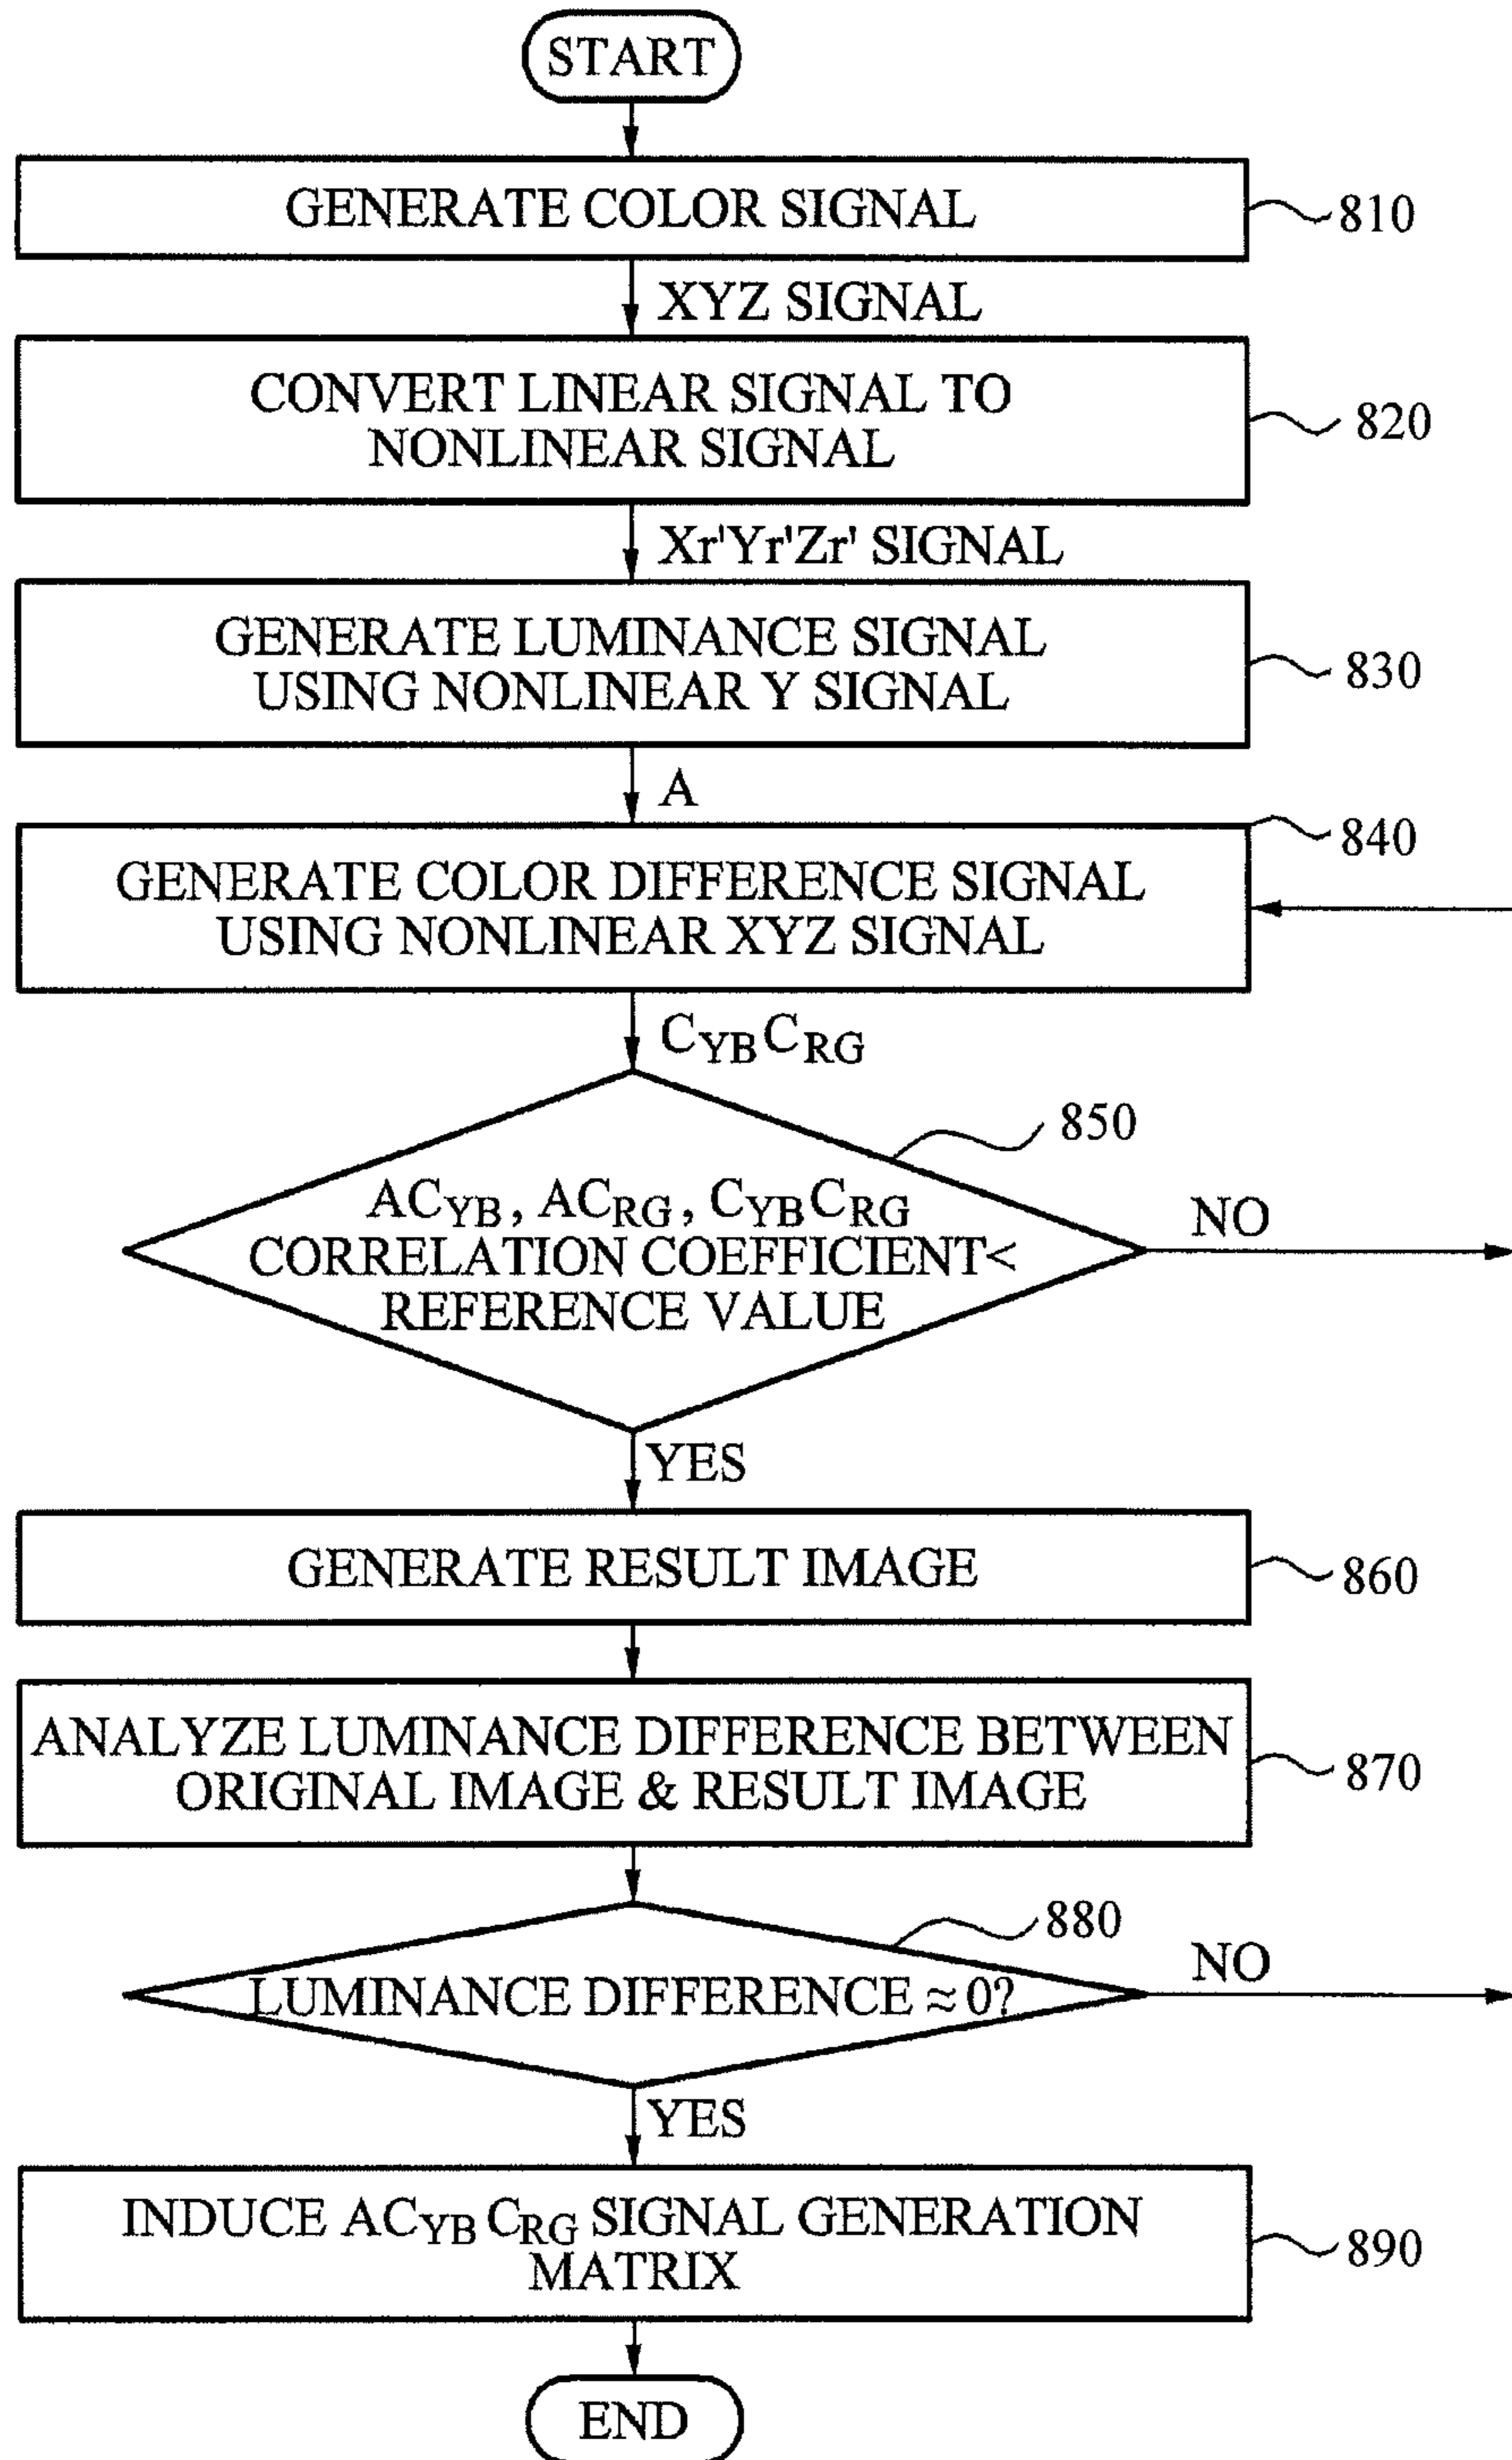 START
GENERATE COLOR SIGNAL
810
XYZ SIGNAL
CONVERT LINEAR SIGNAL TO
NONLINEAR SIGNAL
820
Xr'Yr'Zr' SIGNAL
GENERATE LUMINANCE SIGNAL
USING NONLINEAR Y SIGNAL
830
A
840
GENERATE COLOR DIFFERENCE SIGNAL
USING NONLINEAR XYZ SIGNAL
CYBCRG
850
ACYB, ACRG, CYBCRG
CORRELATION COEFFICIENT<
REFERENCE VALUE
NO
YES
GENERATE RESULT IMAGE
860
ANALYZE LUMINANCE DIFFERENCE BETWEEN
ORIGINAL IMAGE & RESULT IMAGE
870
880
LUMINANCE DIFFERENCE ≈ 0?
NO
YES
INDUCE ACYBCRG SIGNAL GENERATION
MATRIX
890
END